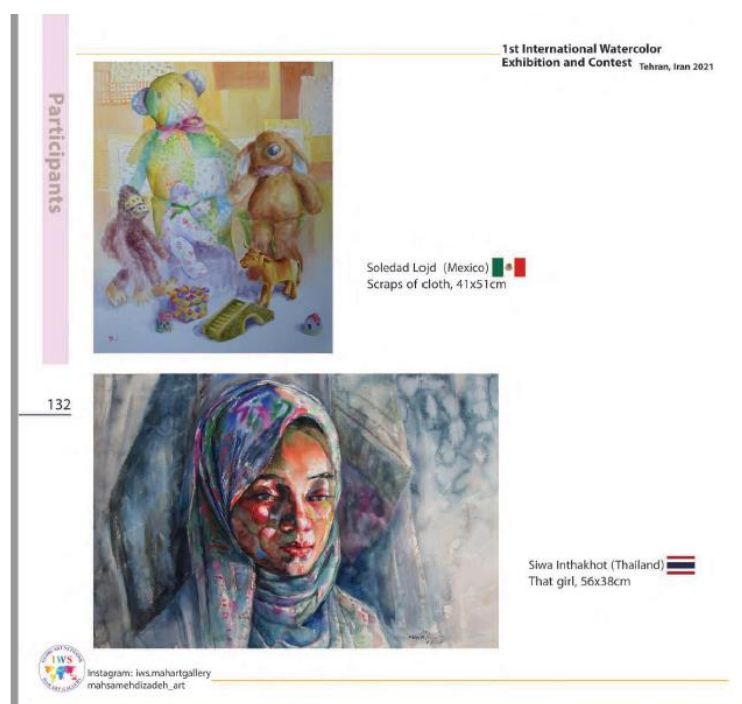 1st International Watercolor
Exhibition and Contest Tehran, Iran 2021
Participants
Soledad Lojd (Mexico)
Scraps of cloth, 41x51cm
132
Siwa Inthakhot (Thailand)
That girl, 56x38cm
IWS
Instagram: iws.mahartgallery
mahsamehdizadeh_art